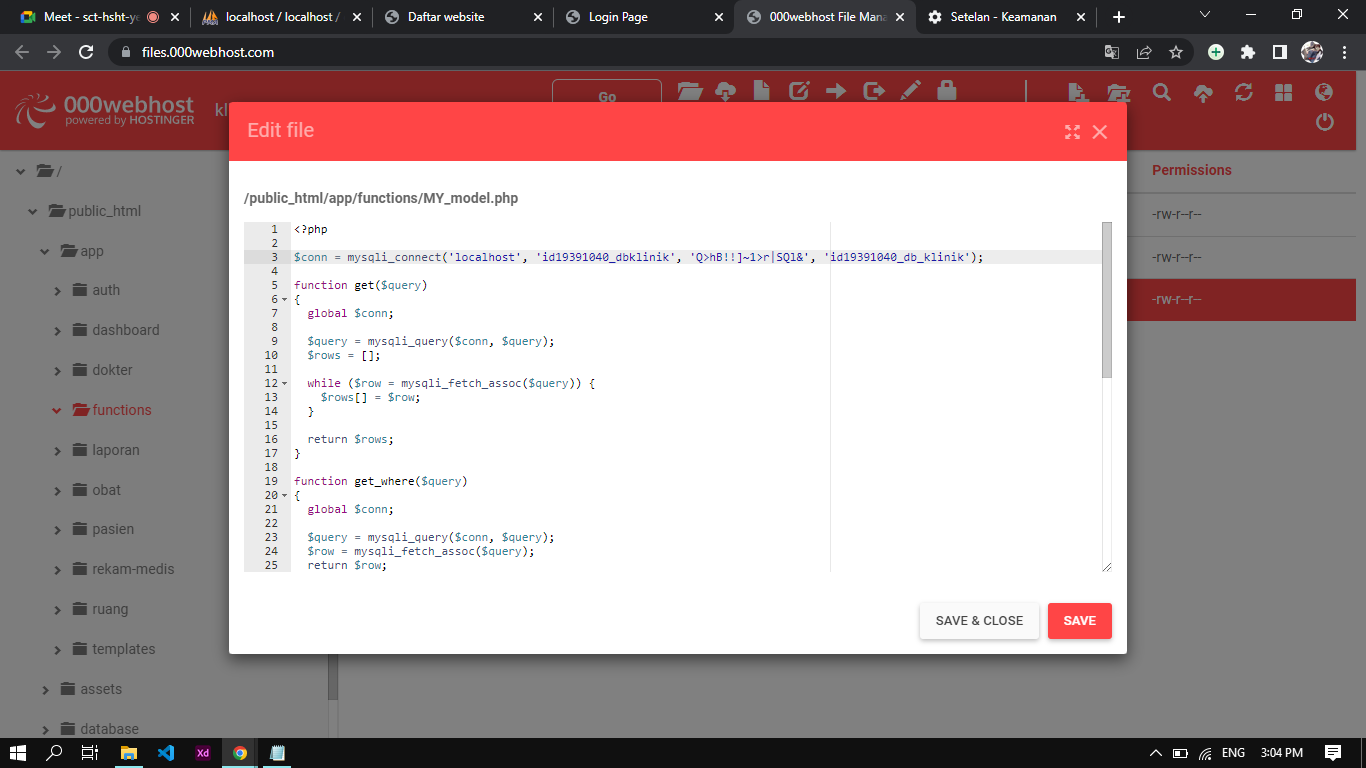 Meet - sct-hsht-ye
localhost / localhost /
Daftar website
Login Page
000webhost File Mana
Setelan - Keamanan
files.000webhost.com
000webhost
powered by HOSTINGER
kl
Go
Edit file
/
public_html
app
auth
dashboard
dokter
functions
laporan
obat
pasien
rekam-medis
ruang
templates
assets
database
/public_html/app/functions/MY_model.php
1 <?php
2
3 $conn = mysqli_connect('localhost', 'id19391040_dbklinik', 'Q>hB!!]~1>r|SQl&', 'id19391040_db_klinik');
4
5 function get($query)
6 {
7 global $conn;
8
9 $query = mysqli_query($conn, $query);
10 $rows = [];
11
12 while ($row = mysqli_fetch_assoc($query)) {
13 $rows[] = $row;
14 }
15
16 return $rows;
17 }
18
19 function get_where($query)
20 {
21 global $conn;
22
23 $query = mysqli_query($conn, $query);
24 $row = mysqli_fetch_assoc($query);
25 return $row;
SAVE & CLOSE
SAVE
Permissions
-rw-r--r--
-rw-r--r--
-rw-r--r--
Xd
ENG
3:04 PM